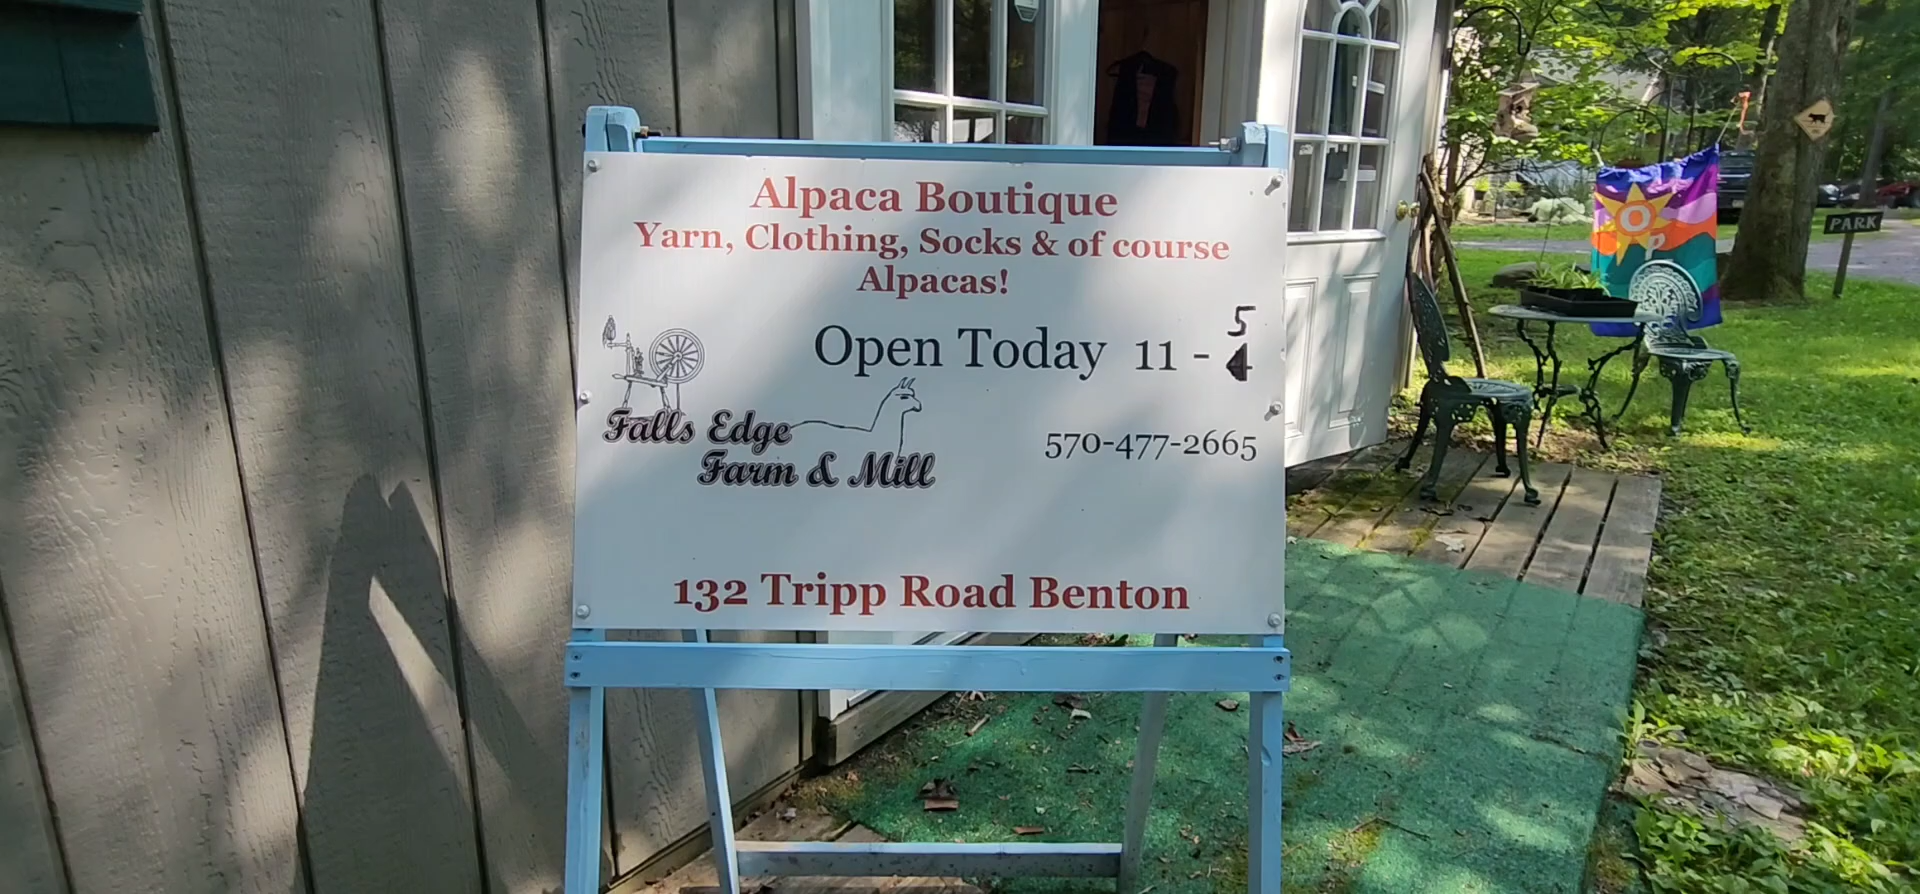 Alpaca Boutique
Yarn, Clothing, Socks & of course
Alpacas!
Open Today 11 - 5
Falls Edge
Farm & Mill
570-477-2665
132 Tripp Road Benton
PARK
OP